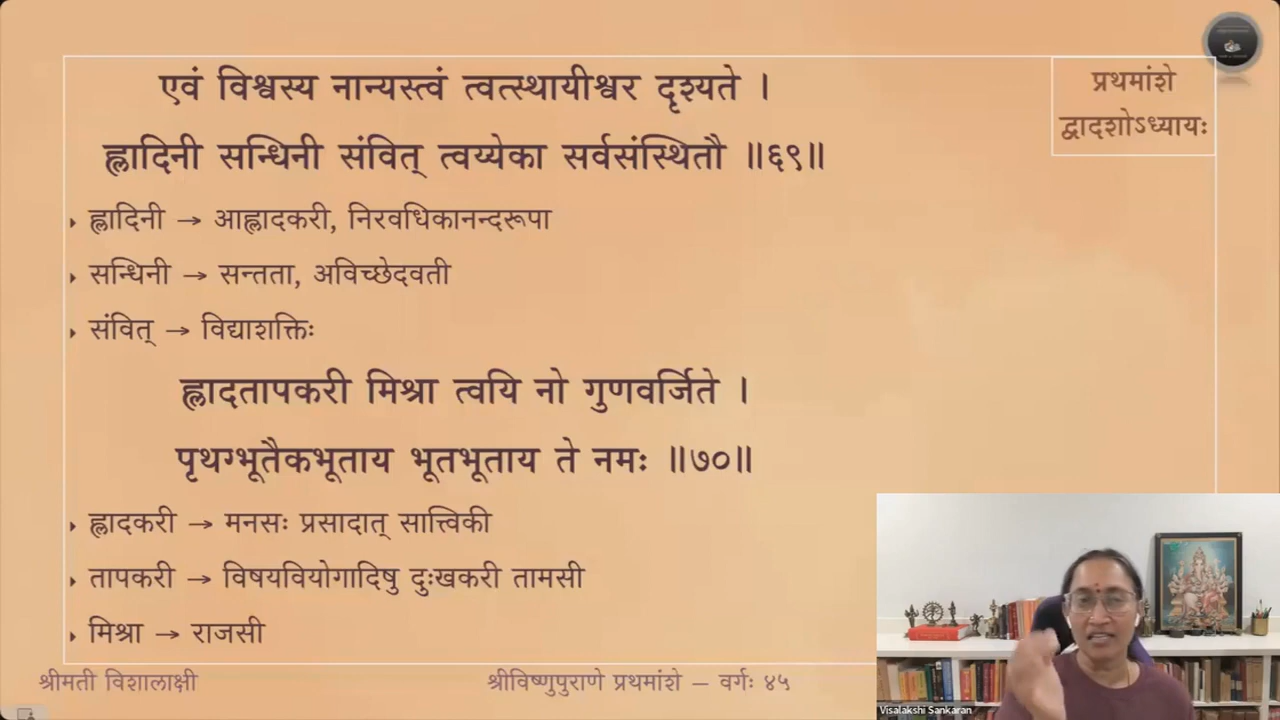 एवं विश्वस्य नान्यस्त्वं त्वत्स्थायीश्वर दृश्यते ।
ह्लादिनी सन्धिनी संवित् त्वय्येका सर्वसंस्थितौ ॥६९॥
ह्लादिनी → आह्लादकरी, निरवधिकानन्दरूपा
सन्धिनी → सन्तता, अविच्छेदवती
संवित् → विद्याशक्तिः
ह्लादतापकरी मिश्रा त्वयि नो गुणवर्जिते ।
पृथग्भूतैकभूताय भूतभूताय ते नमः ॥७०॥
ह्लादकरी → मनसः प्रसादात् सात्त्विकी
तापकरी → विषयवियोगादिषु दुःखकरी तामसी
मिश्रा → राजसी
प्रथमांशे
द्वादशोऽध्यायः
श्रीमती विशालाक्षी
श्रीविष्णुपुराणे प्रथमांशे – वर्गः ४५
Visalakshi Sankaran